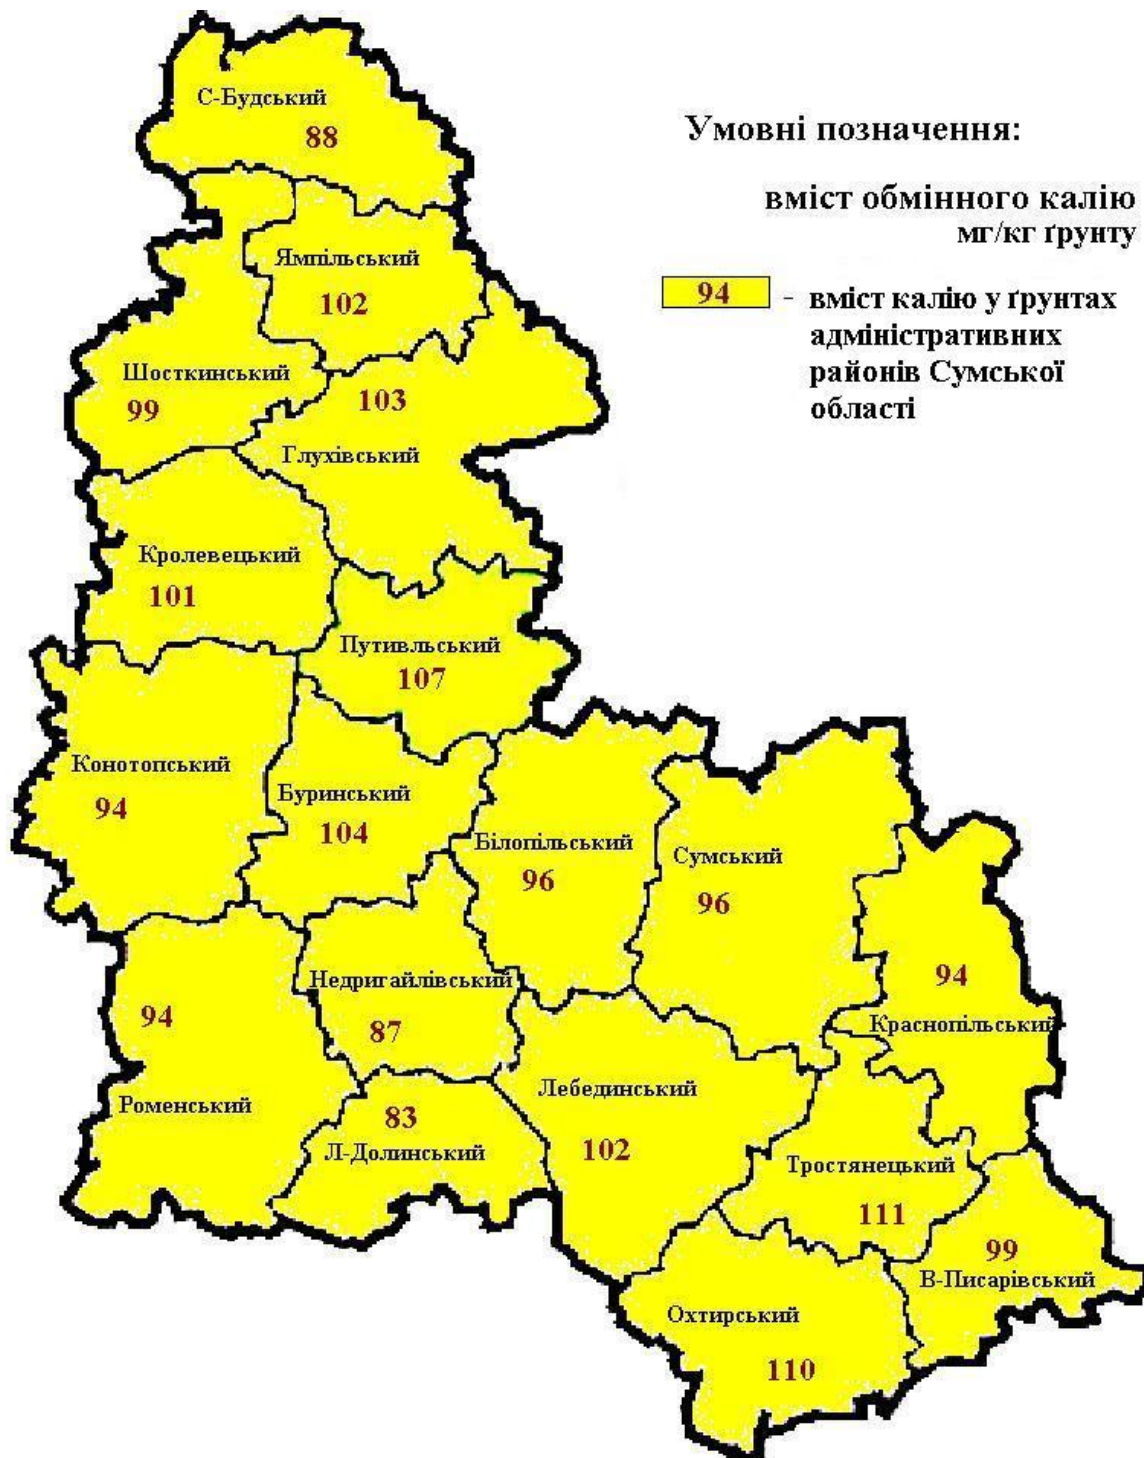 С-Будський
88
Умовні позначення:
вміст обмінного калію
мг/кг ґрунту
94 - вміст калію у ґрунтах
адміністративних
районів Сумської
області
Ямпільський
102
Шосткинський
99
103
Глухівський
Кролевецький
101
Путивльський
107
Конотопський
94
Буринський
104
Білопільський
96
Сумський
96
94
Краснопільський
Недригайлівський
87
94
Роменський
83
Л-Долинський
Лебединський
102
Тростянецький
111
99
В-Писарівський
Охтирський
110